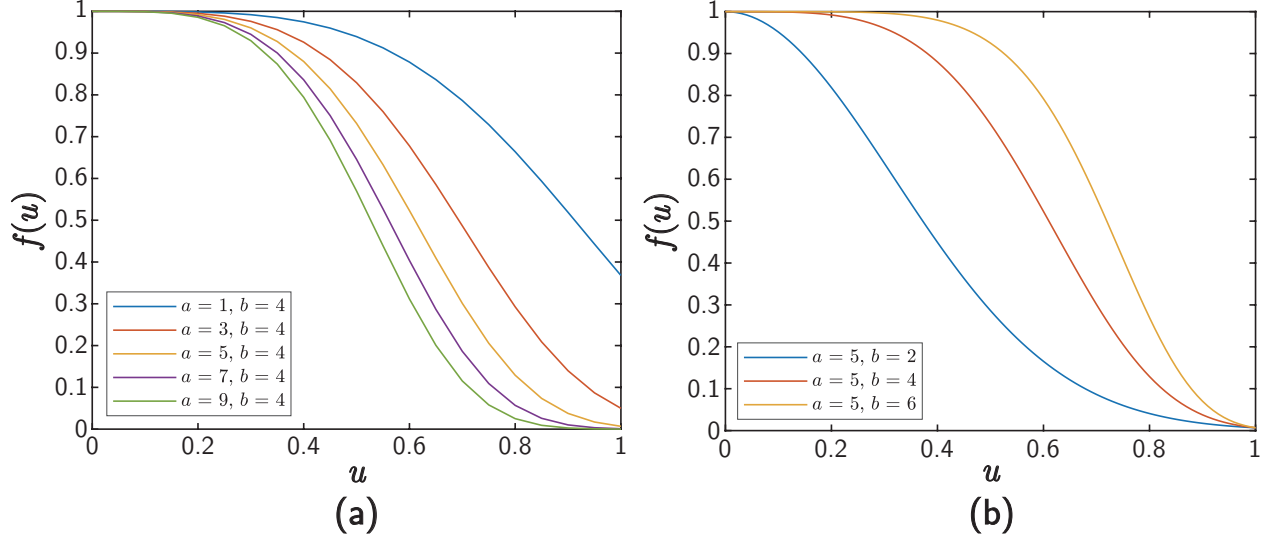 1
0.9
0.8
0.7
0.6
0.5
0.4
0.3
0.2
0.1
0
f(u)
a = 1, b = 4
a = 3, b = 4
a = 5, b = 4
a = 7, b = 4
a = 9, b = 4
0 0.2 0.4 0.6 0.8 1
u
(a)
1
0.9
0.8
0.7
0.6
0.5
0.4
0.3
0.2
0.1
0
f(u)
a = 5, b = 2
a = 5, b = 4
a = 5, b = 6
0 0.2 0.4 0.6 0.8 1
u
(b)